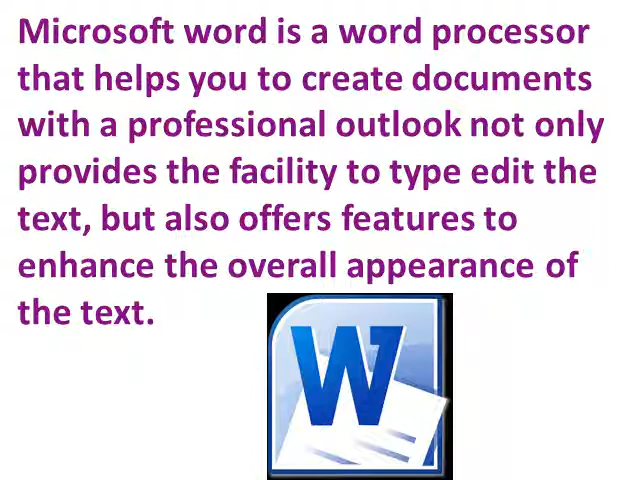 Microsoft word is a word processor
that helps you to create documents
with a professional outlook not only
provides the facility to type edit the
text, but also offers features to
enhance the overall appearance of
the text.
W